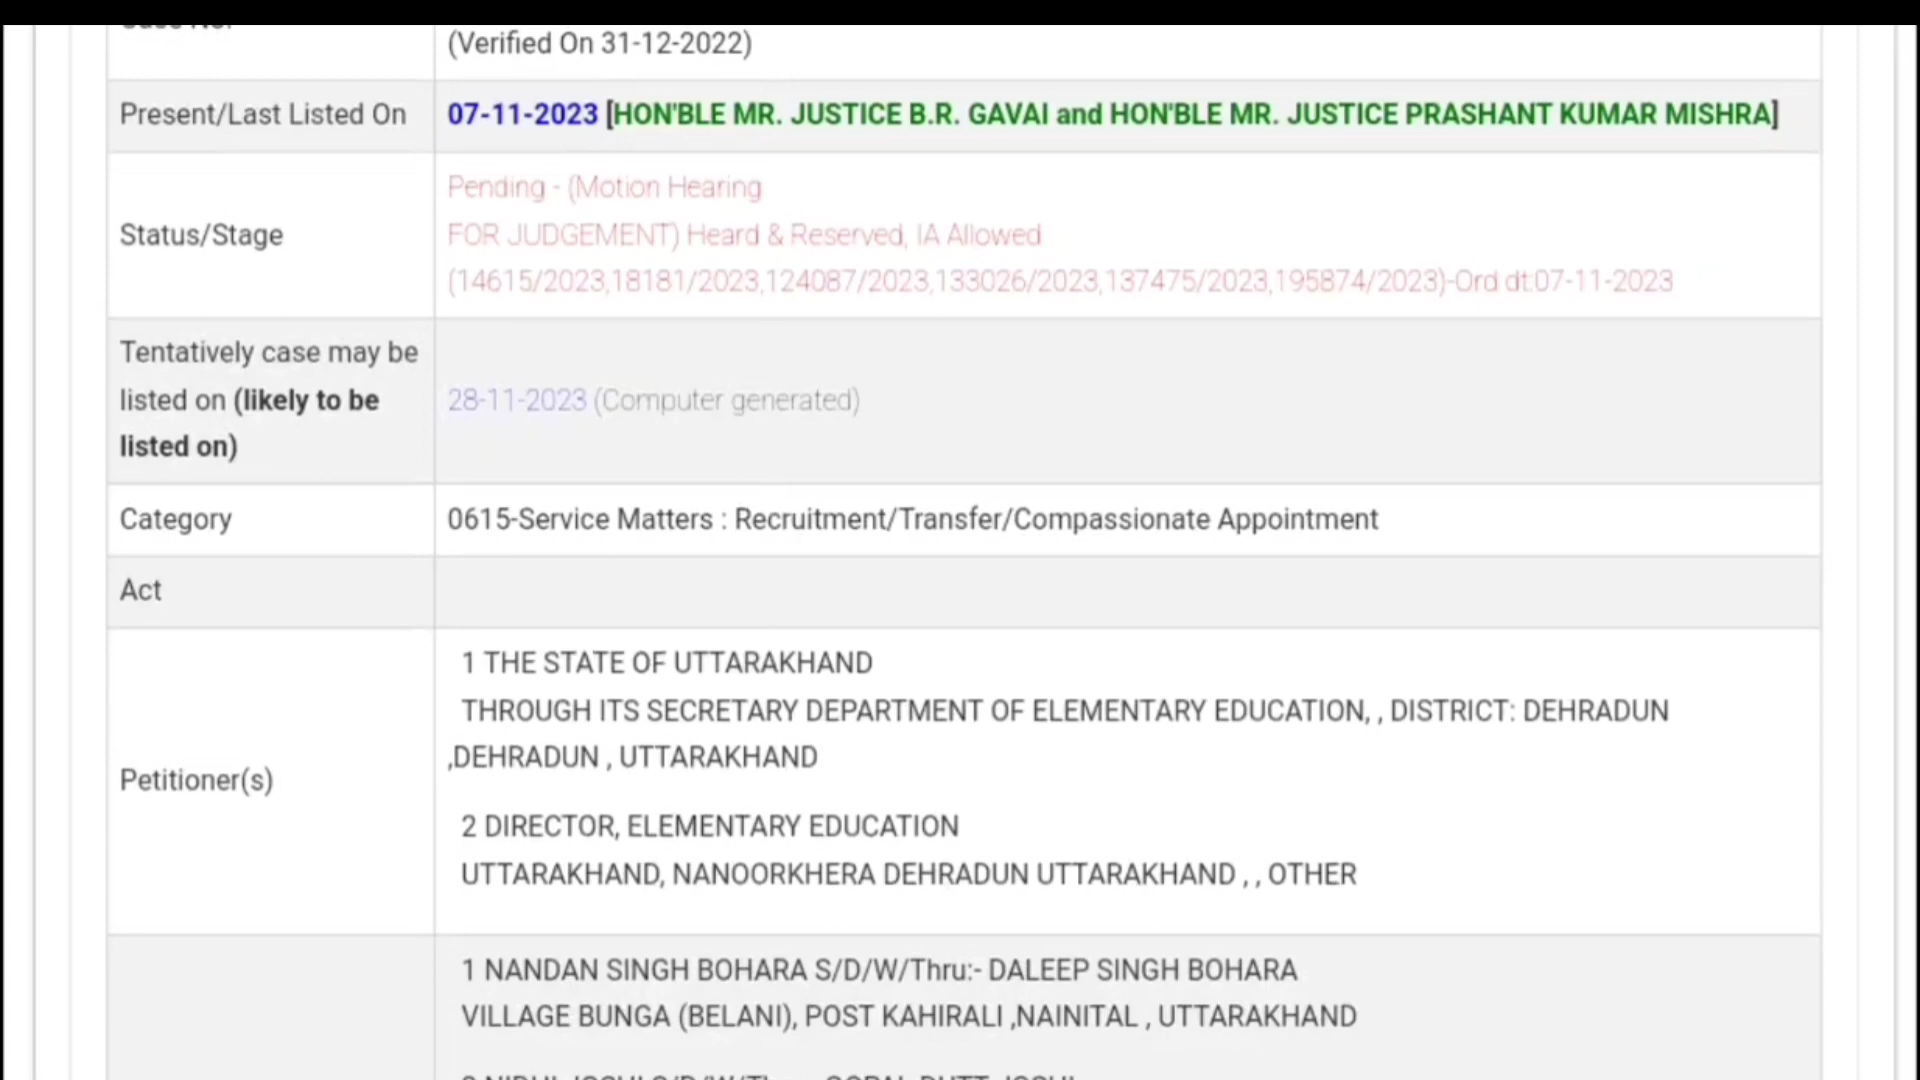 (Verified On 31-12-2022)
Present/Last Listed On
07-11-2023 [HON'BLE MR. JUSTICE B.R. GAVAI and HON'BLE MR. JUSTICE PRASHANT KUMAR MISHRA]
Status/Stage
Pending - (Motion Hearing
FOR JUDGEMENT) Heard & Reserved, IA Allowed
(14615/2023,18181/2023,124087/2023,133026/2023,137475/2023,195874/2023)-Ord dt:07-11-2023
Tentatively case may be
listed on (likely to be
listed on)
28-11-2023 (Computer generated)
Category
0615-Service Matters : Recruitment/Transfer/Compassionate Appointment
Act
Petitioner(s)
1 THE STATE OF UTTARAKHAND
THROUGH ITS SECRETARY DEPARTMENT OF ELEMENTARY EDUCATION, , DISTRICT: DEHRADUN
,DEHRADUN , UTTARAKHAND
2 DIRECTOR, ELEMENTARY EDUCATION
UTTARAKHAND, NANOORKHERA DEHRADUN UTTARAKHAND , , OTHER
1 NANDAN SINGH BOHARA S/D/W/Thru:- DALEEP SINGH BOHARA
VILLAGE BUNGA (BELANI), POST KAHIRALI ,NAINITAL , UTTARAKHAND